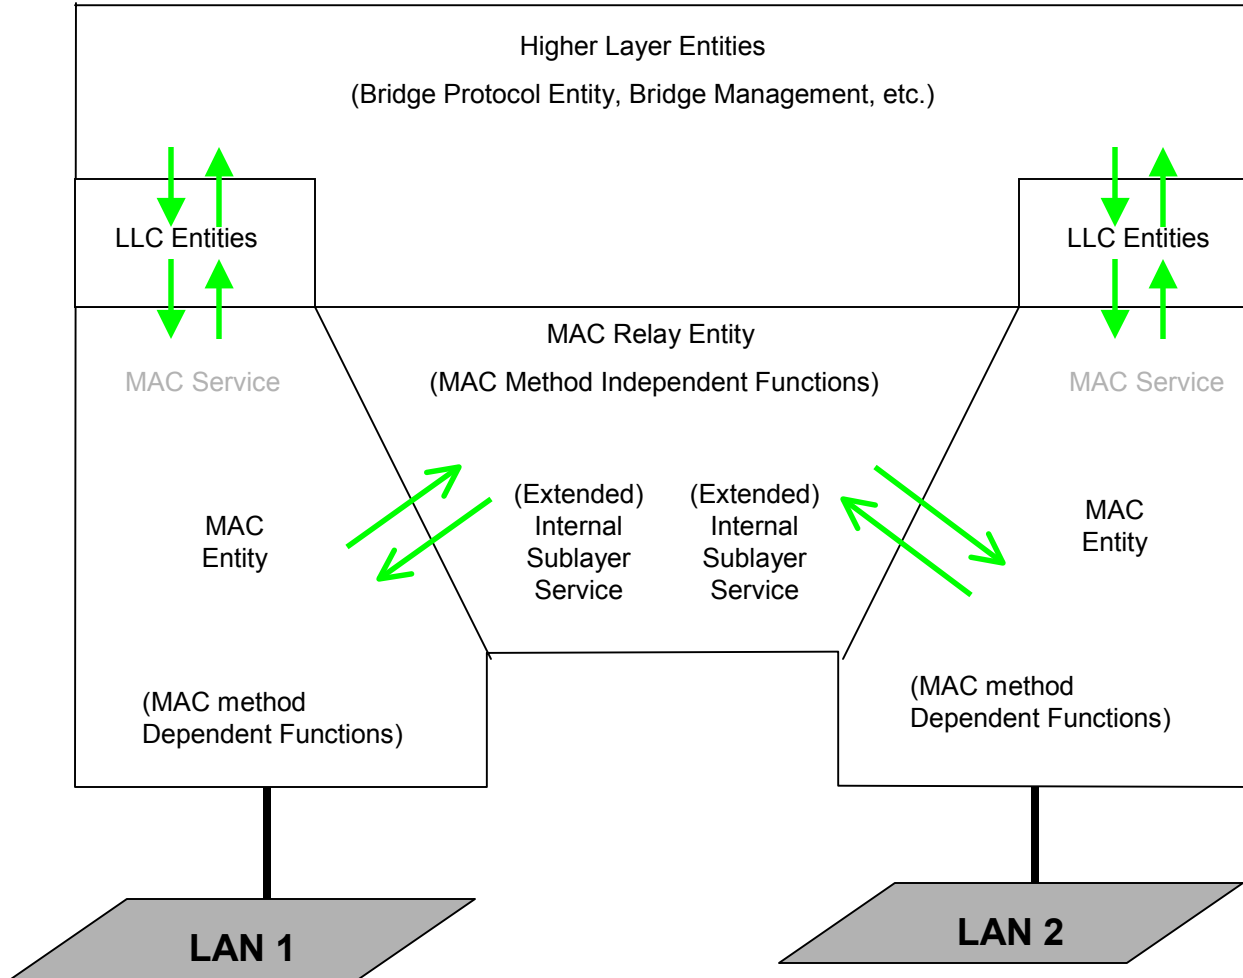 Higher Layer Entities
(Bridge Protocol Entity, Bridge Management, etc.)
LLC Entities
LLC Entities
MAC Relay Entity
(MAC Method Independent Functions)
MAC Service
MAC Service
MAC
Entity
(Extended)
Internal
Sublayer
Service
(Extended)
Internal
Sublayer
Service
MAC
Entity
(MAC method
Dependent Functions)
(MAC method
Dependent Functions)
LAN 1
LAN 2